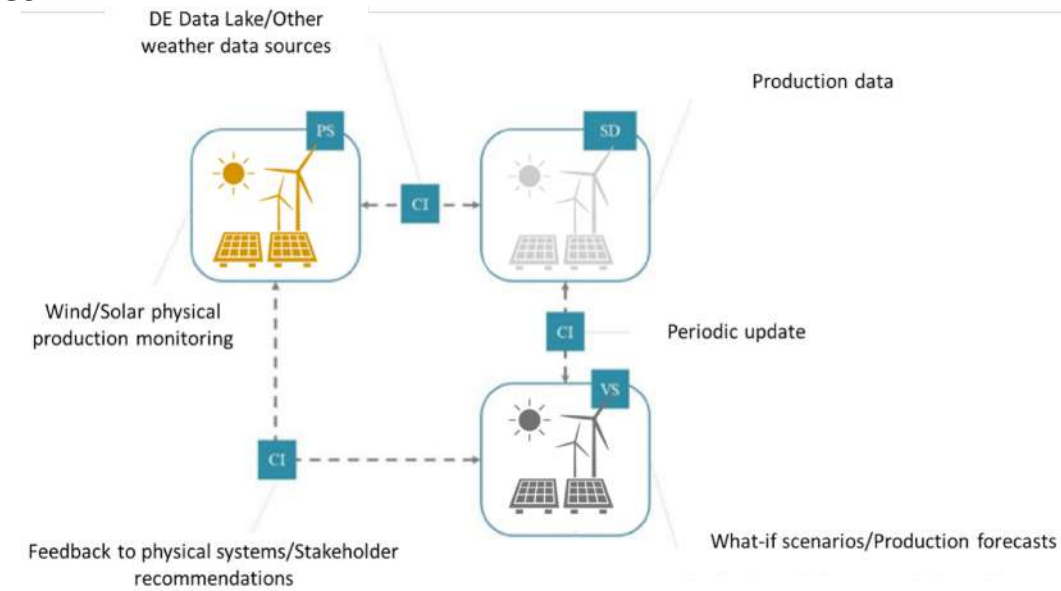 DE Data Lake/Other
weather data sources
Production data
PS
SD
CI
Wind/Solar physical
production monitoring
CI
Periodic update
VS
CI
Feedback to physical systems/Stakeholder
recommendations
What-if scenarios/Production forecasts